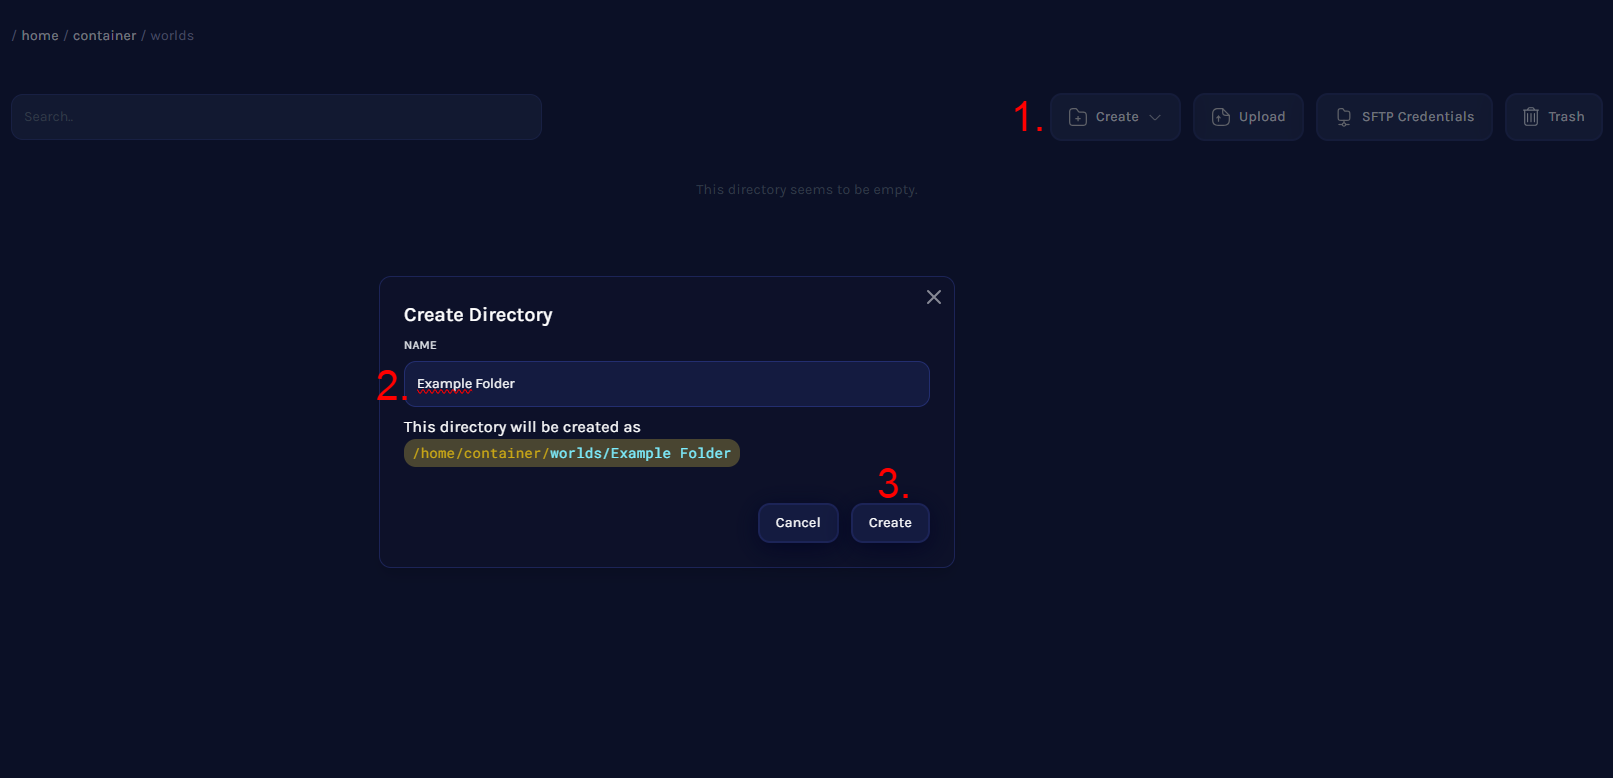 / home / container / worlds
Search..
1.
Create
Upload
SFTP Credentials
Trash
This directory seems to be empty.
Create Directory
NAME
2.
Example Folder
This directory will be created as
/home/container/worlds/Example Folder
3.
Cancel
Create